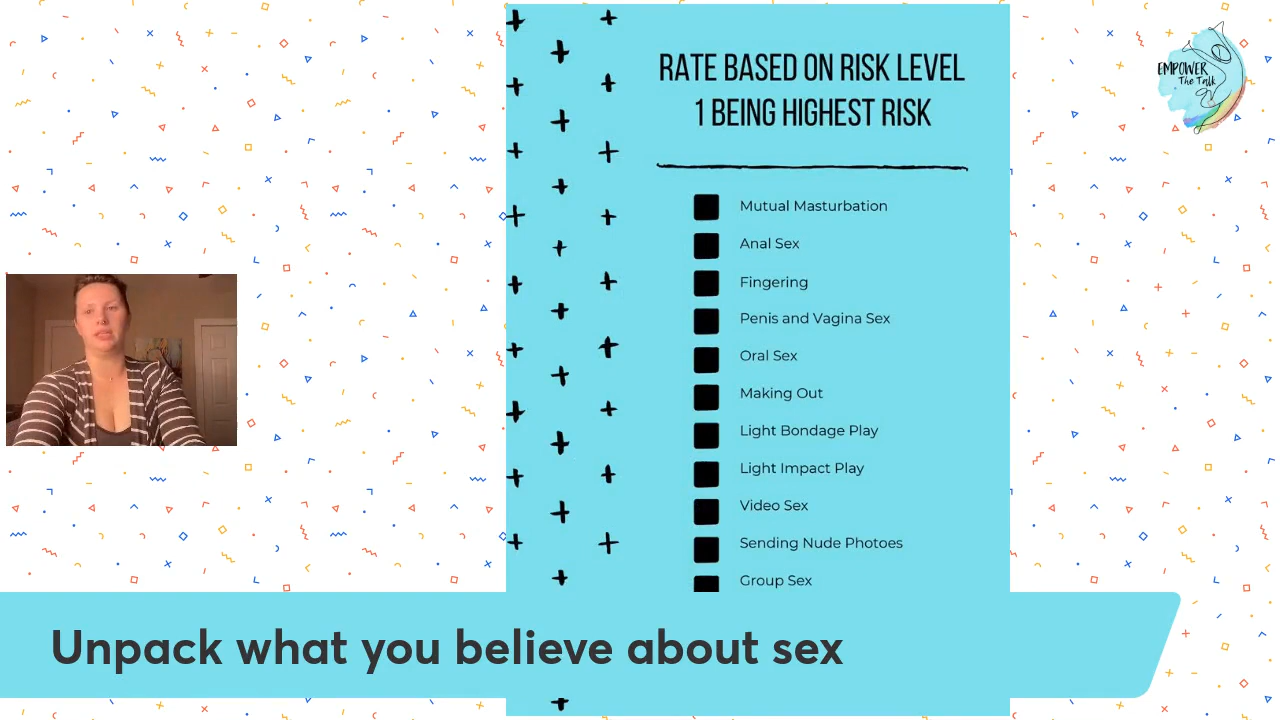 RATE BASED ON RISK LEVEL
1 BEING HIGHEST RISK
EMPOWER
The Talk
Mutual Masturbation
Anal Sex
Fingering
Penis and Vagina Sex
Oral Sex
Making Out
Light Bondage Play
Light Impact Play
Video Sex
Sending Nude Photoes
Group Sex
Unpack what you believe about sex